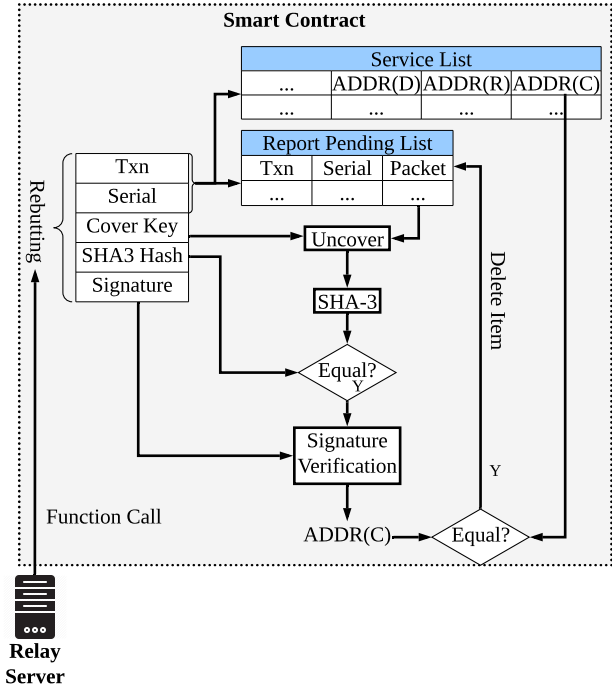 Smart Contract
Service List
... ADDR(D) ADDR(R) ADDR(C)
... ... ... ...
Report Pending List
Txn Serial Packet
... ... ...
Rebutting
Txn
Serial
Cover Key
SHA3 Hash
Signature
Uncover
SHA-3
Equal?
Y
Signature
Verification
ADDR(C)
Equal?
Y
Delete Item
Function Call
Relay
Server